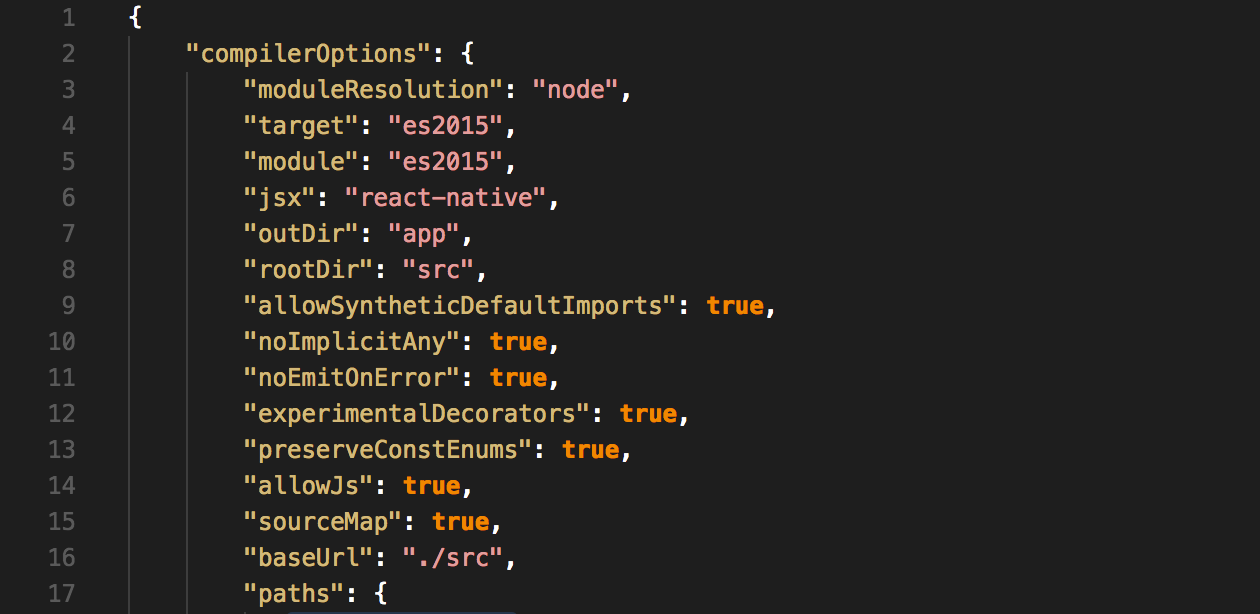 1 {
2 "compilerOptions": {
3 "moduleResolution": "node",
4 "target": "es2015",
5 "module": "es2015",
6 "jsx": "react-native",
7 "outDir": "app",
8 "rootDir": "src",
9 "allowSyntheticDefaultImports": true,
10 "noImplicitAny": true,
11 "noEmitOnError": true,
12 "experimentalDecorators": true,
13 "preserveConstEnums": true,
14 "allowJs": true,
15 "sourceMap": true,
16 "baseUrl": "./src",
17 "paths": {